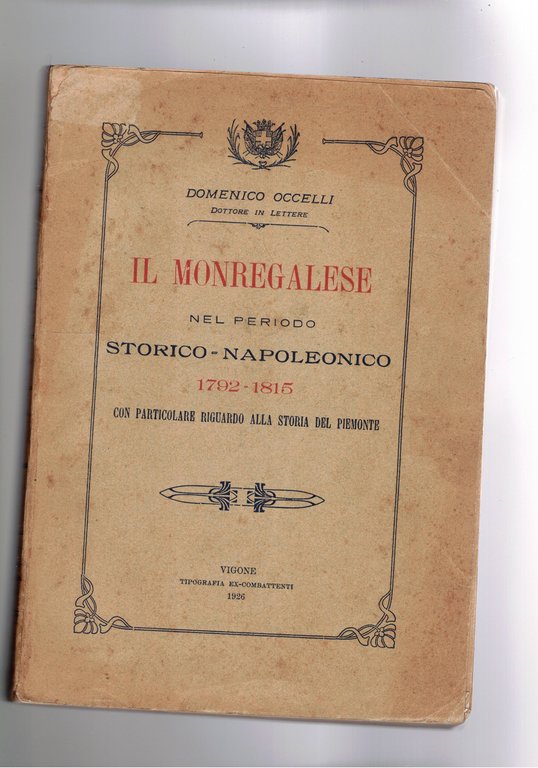 DOMENICO OCCELLI
DOTTORE IN LETTERE
IL MONREGALESE
NEL PERIODO
STORICO-NAPOLEONICO
1792-1815
CON PARTICOLARE RIGUARDO ALLA STORIA DEL PIEMONTE
VIGONE
TIPOGRAFIA EX-COMBATTENTI
1926